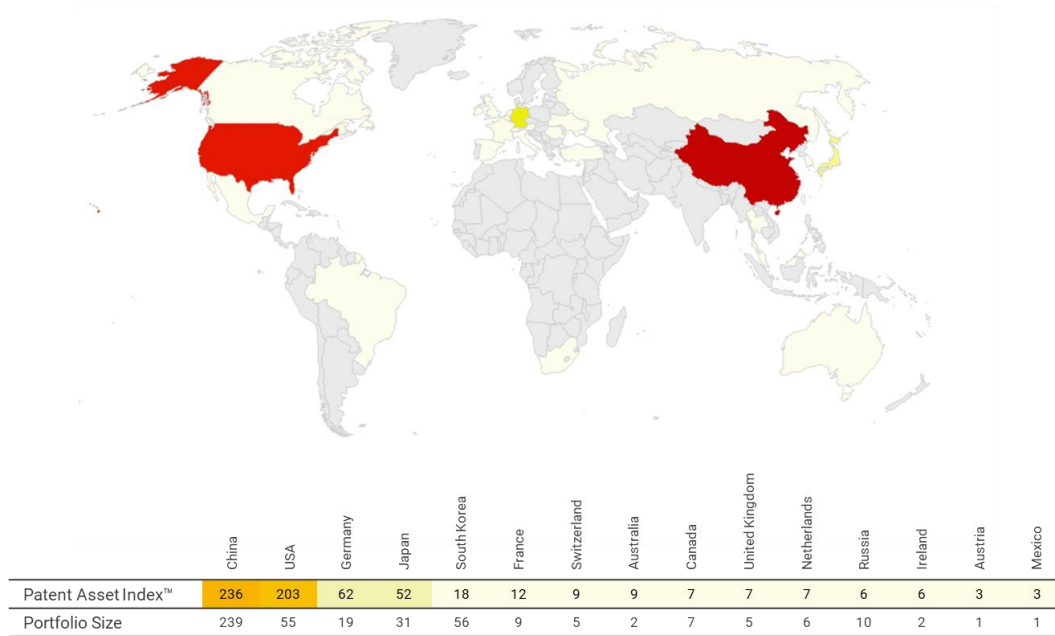 China USA Germany Japan South Korea France Switzerland Australia Canada United Kingdom Netherlands Russia Ireland Austria Mexico
Patent Asset Index™ 236 203 62 52 18 12 9 9 7 7 7 6 6 3 3
Portfolio Size 239 55 19 31 56 9 5 2 7 5 6 10 2 1 1